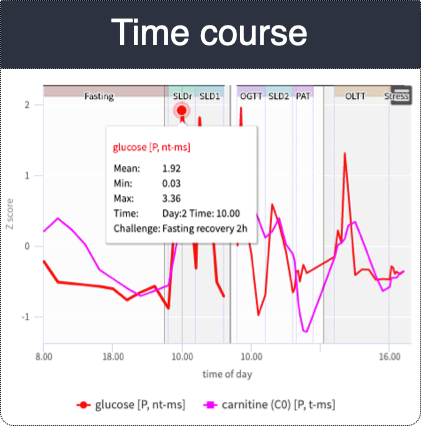 Time course
Fasting SLDr SLD1 OGTT SLD2 PAT OLTT Stress
2
1
0
-1
Z score
glucose [P, nt-ms]
Mean: 1.92
Min: 0.03
Max: 3.36
Time: Day:2 Time: 10.00
Challenge: Fasting recovery 2h
8.00 18.00 10.00 10.00 16.00
time of day
glucose [P, nt-ms] carnitine (C0) [P, t-ms]